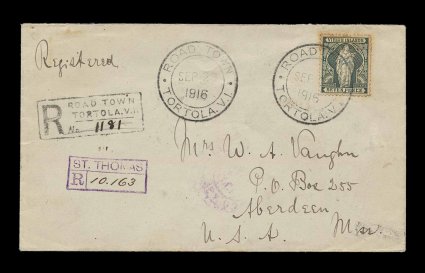 Registered
ROAD TOWN
SEP 2
1916
TORTOLA.V.I.
ROAD TOWN
SEP
1916
TORTOLA.V.I.
VIRGIN ISLANDS
SEVEN PENCE
R
ROAD TOWN
TORTOLA.V.I.
No. 1181
ST. THOMAS
R 10.163
Mrs W. A. Vaughn
P. O. Box 255
Aberdeen
Miss.
U. S. A.